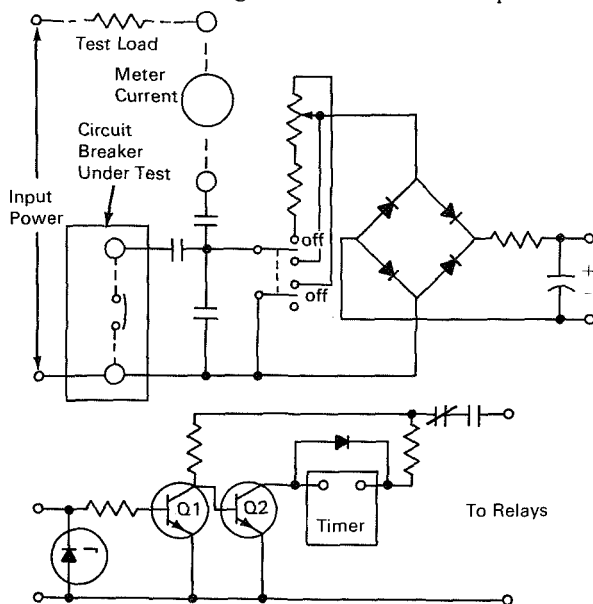 Test Load
Meter
Current
Circuit
Breaker
Under Test
Input
Power
off
off
+
-
Q1
Q2
Timer
To Relays